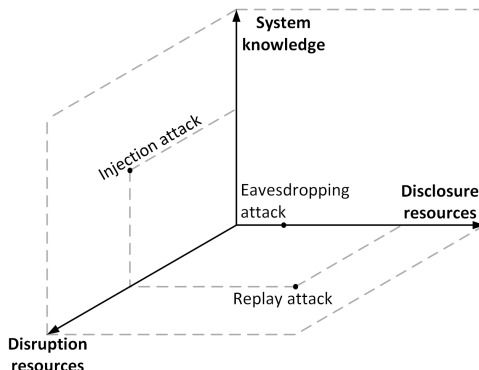 System
knowledge
Injection attack
Eavesdropping
attack
Disclosure
resources
Replay attack
Disruption
resources